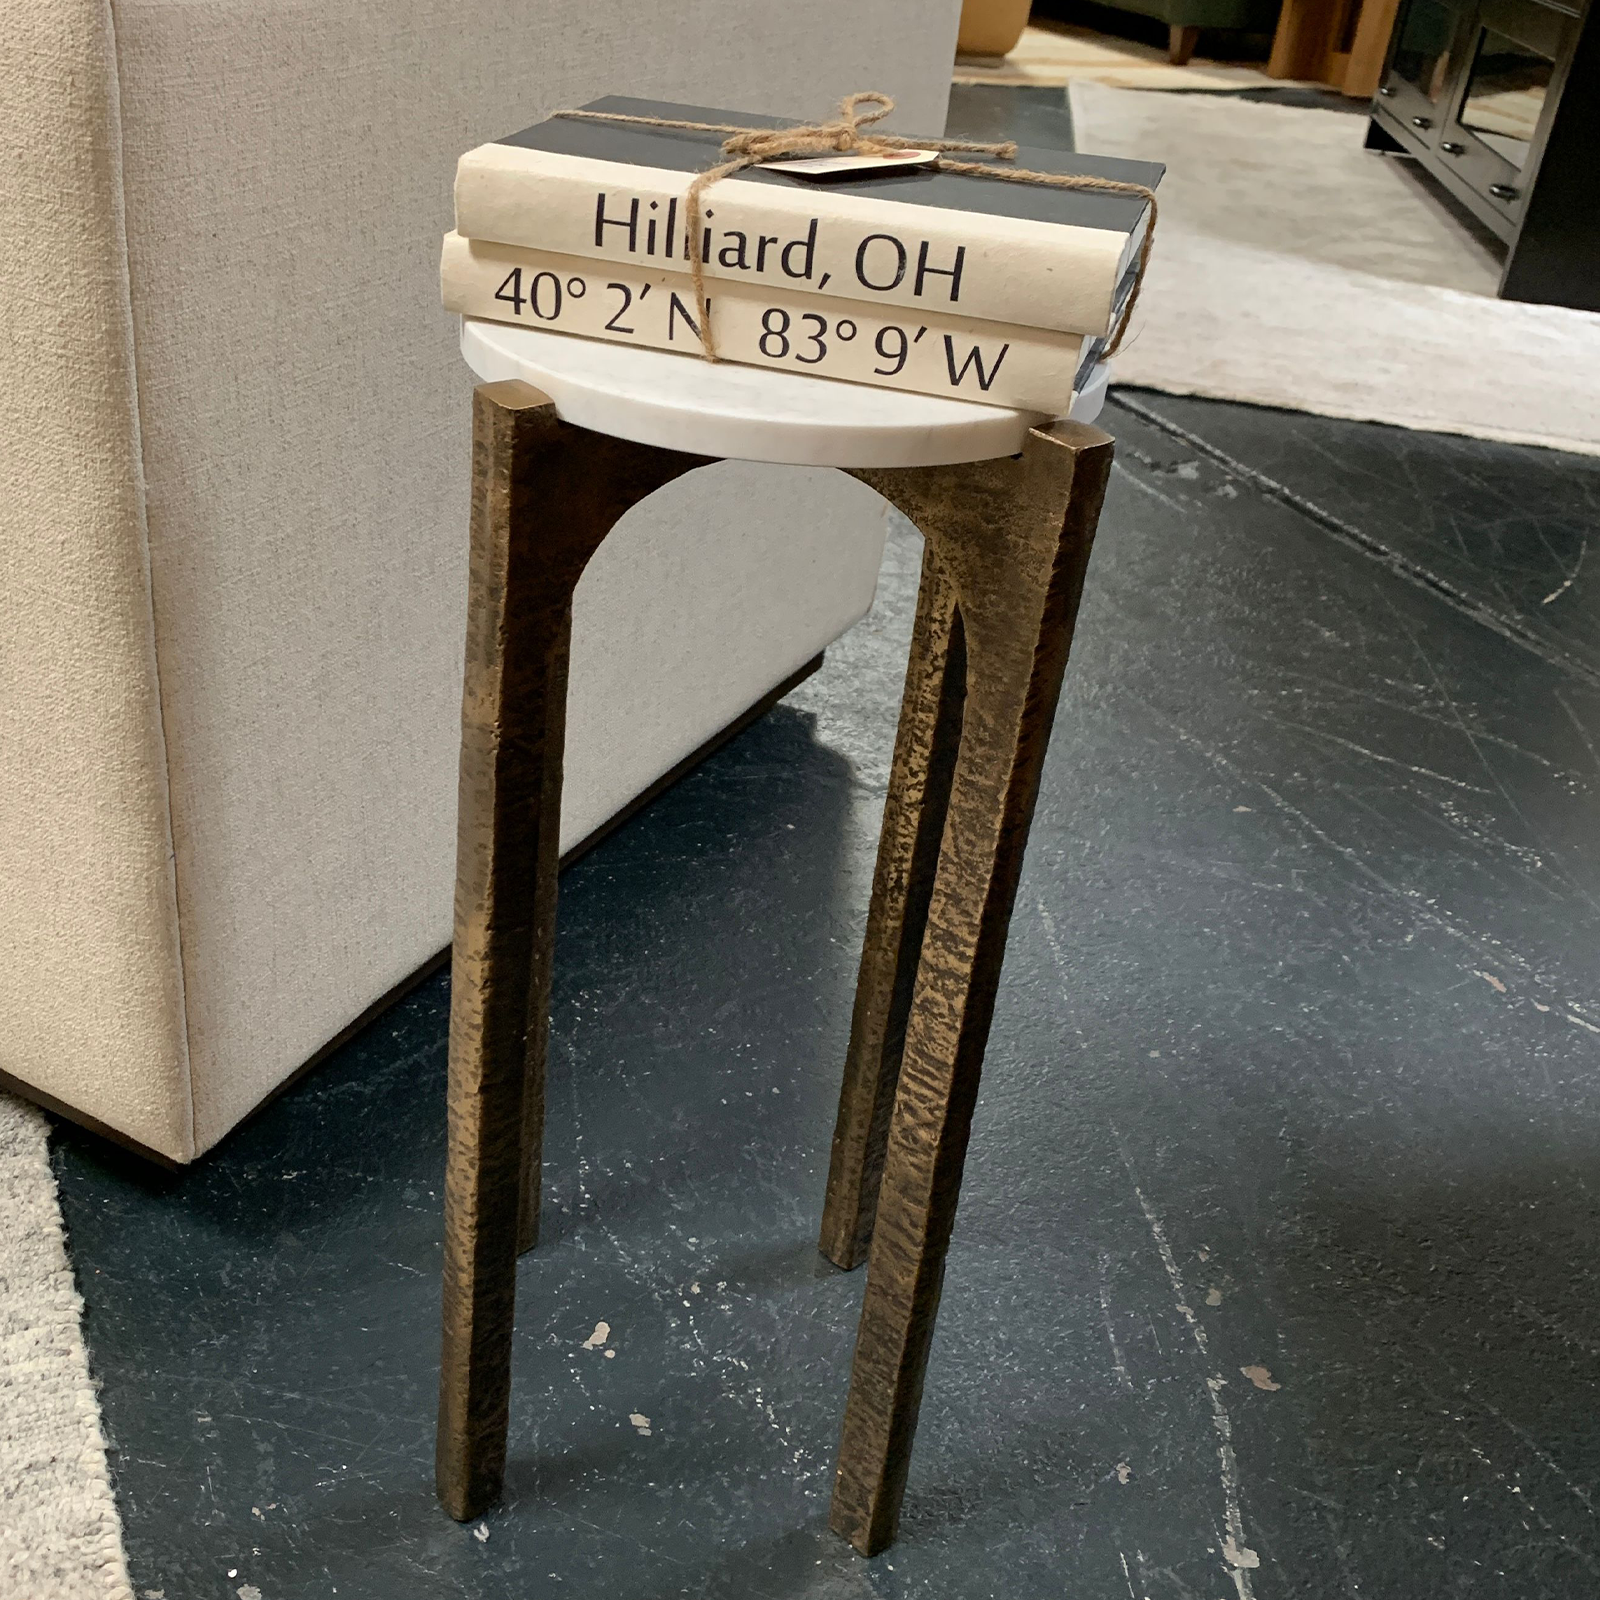 Hilliard, OH
40° 2′ N 83° 9′ W